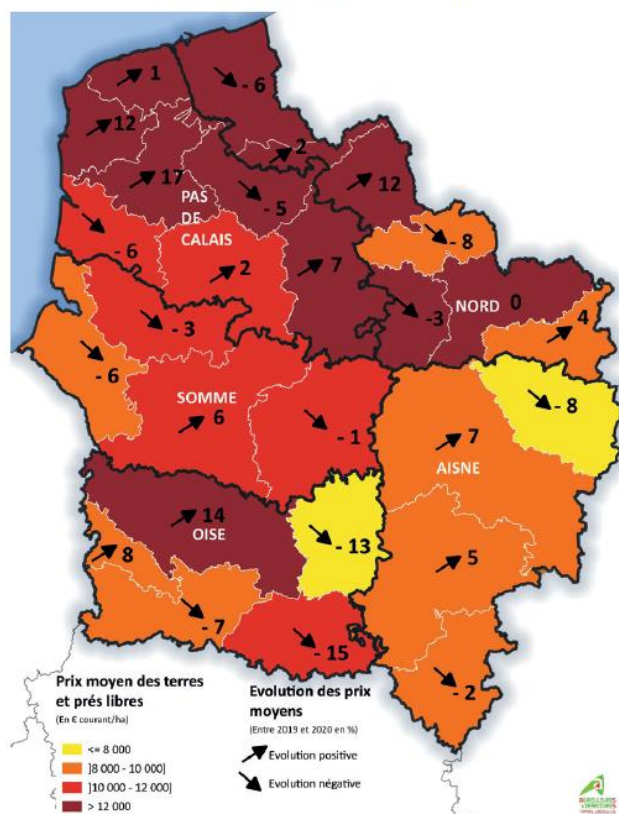 1
- 6
12
2
17
12
PAS
DE
CALAIS
- 5
- 6
2
7
- 8
-3
NORD 0
4
- 3
- 6
SOMME
6
- 1
- 8
7
AISNE
14
OISE
- 13
8
5
- 7
- 15
- 2
Prix moyen des terres
et prés libres
(En € courant/ha)
<= 8 000
]8 000 - 10 000]
]10 000 - 12 000]
> 12 000
Evolution des prix
moyens
(Entre 2019 et 2020 en %)
Evolution positive
Evolution négative
AGRICULTURES
& TERRITOIRES